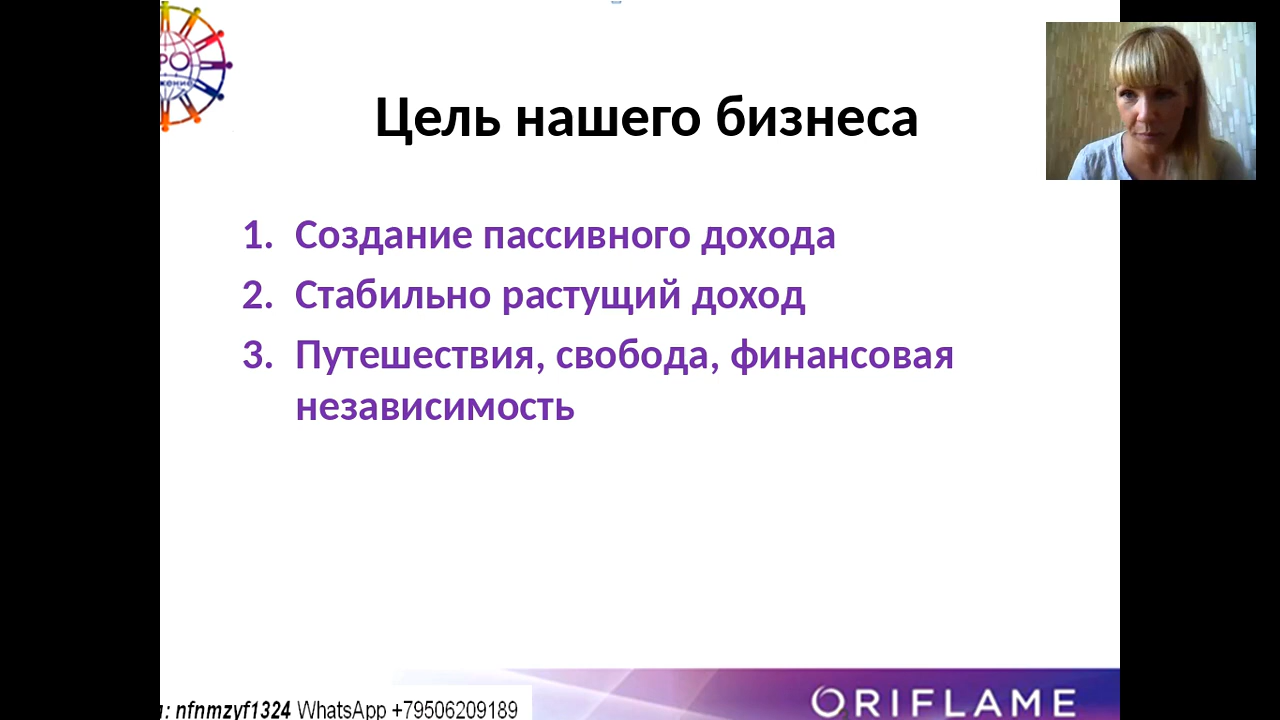 Цель нашего бизнеса
1. Создание пассивного дохода
2. Стабильно растущий доход
3. Путешествия, свобода, финансовая
независимость
nfnmzyf1324 WhatsApp +79506209189
ORIFLAME